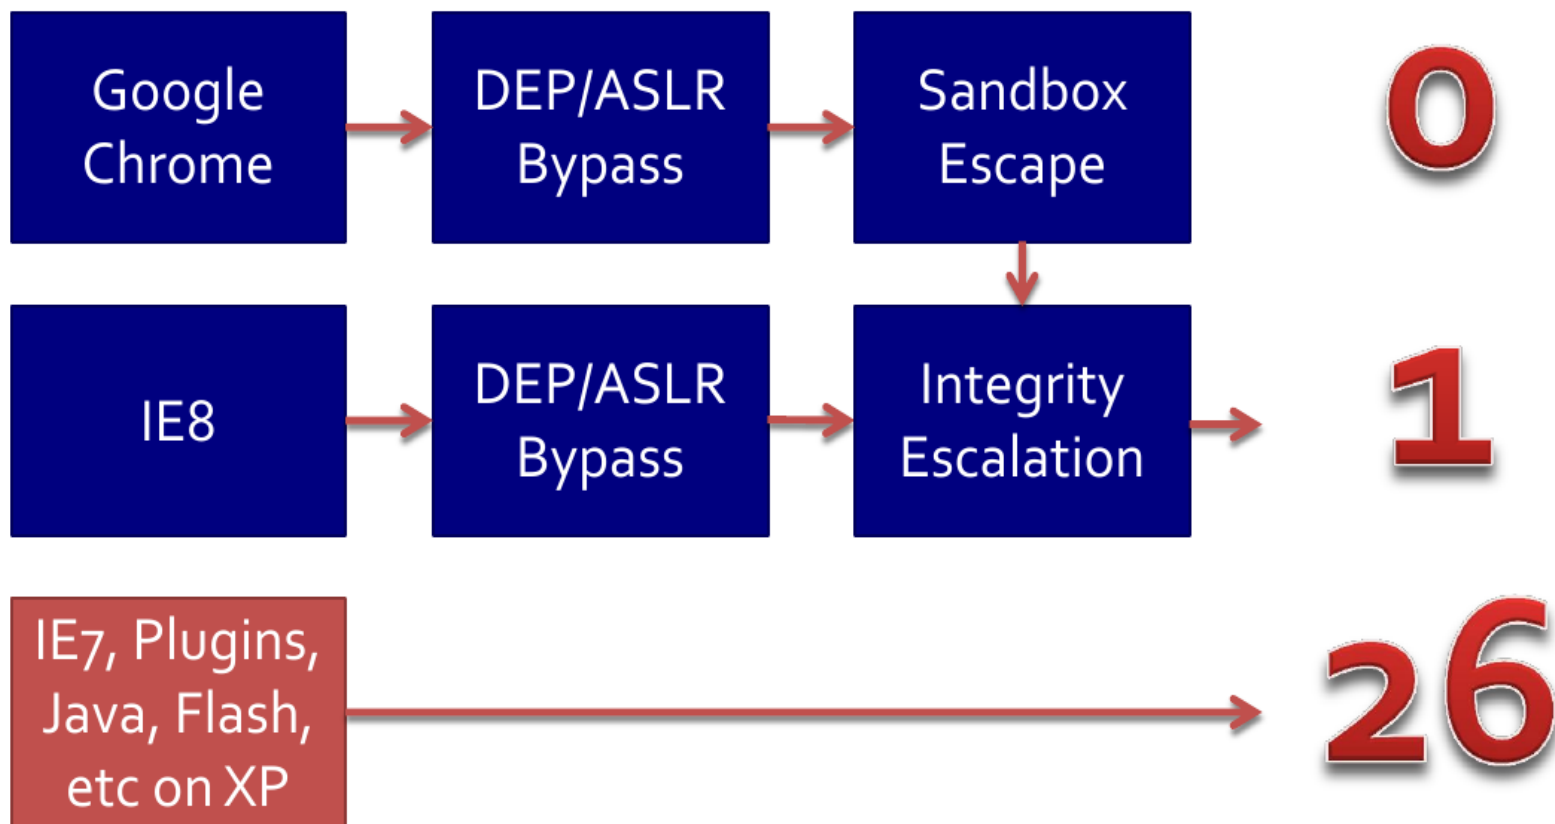 Google
Chrome
DEP/ASLR
Bypass
Sandbox
Escape
0
IE8
DEP/ASLR
Bypass
Integrity
Escalation
1
IE7, Plugins,
Java, Flash,
etc on XP
26